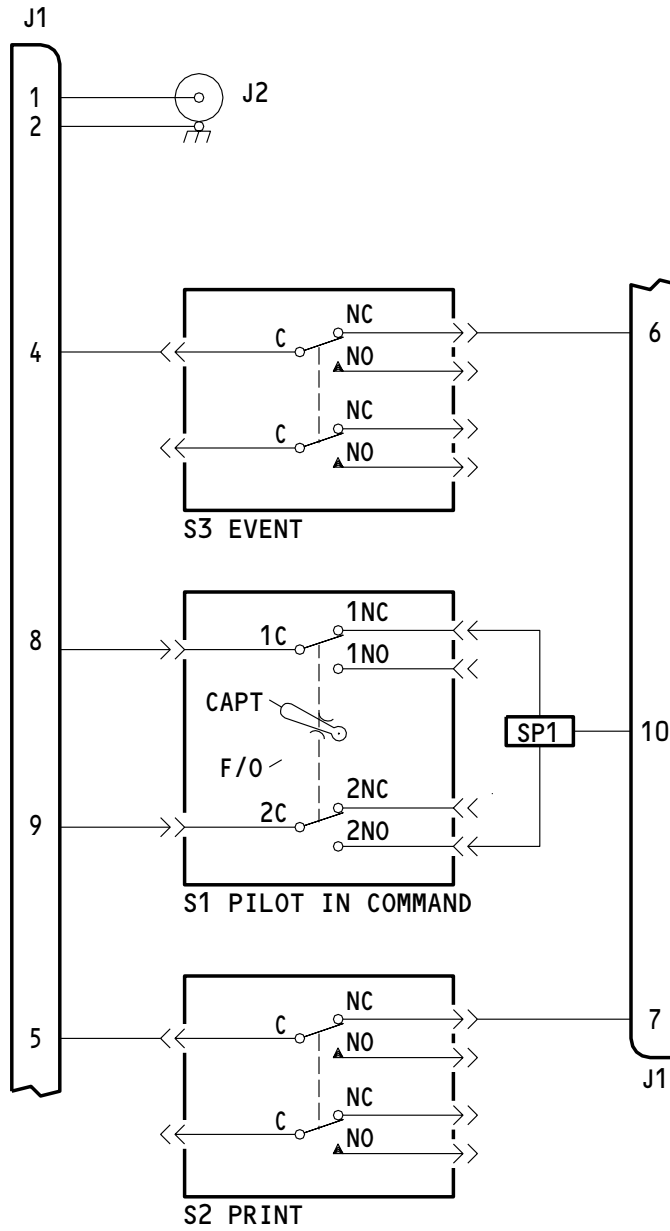 J1
1
2
J2
NC
C
NO
4
6
NC
C
NO
S3 EVENT
1NC
1C
1NO
8
CAPT
F/O
SP1
10
2NC
2C
2NO
9
S1 PILOT IN COMMAND
NC
C
NO
5
7
J1
NC
C
NO
S2 PRINT